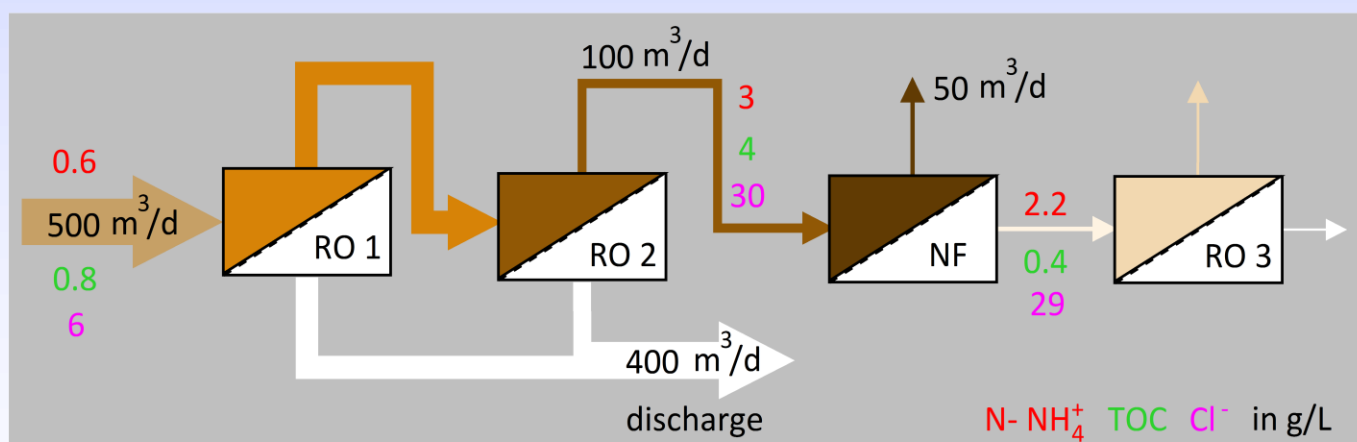 100 m³/d
3
50 m³/d
4
0.6
30
2.2
500 m³/d
RO 1
RO 2
NF
RO 3
0.8
0.4
6
29
400 m³/d
discharge
N- NH₄⁺ TOC Cl⁻ in g/L